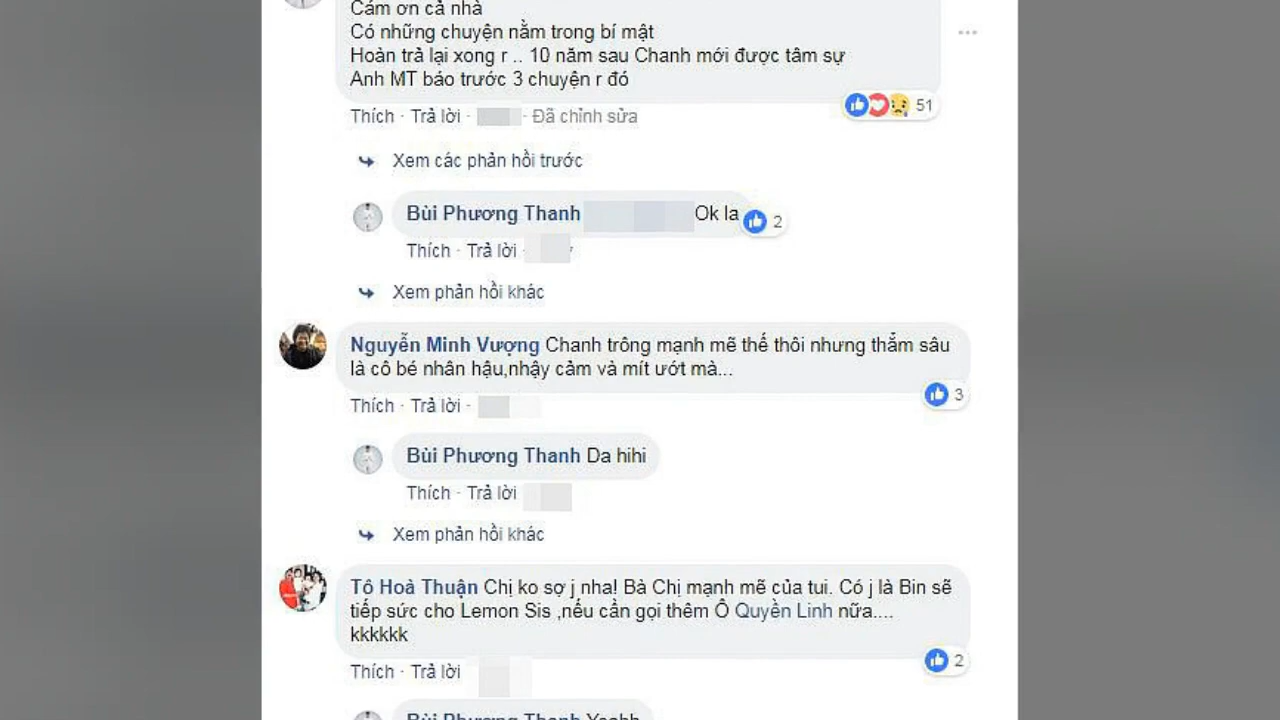 Cám ơn cả nhà
Có những chuyện nằm trong bí mật
Hoàn trả lại xong r .. 10 năm sau Chanh mới được tâm sự
Anh MT báo trước 3 chuyện r đó
Thích · Trả lời · · Đã chỉnh sửa
51
Xem các phản hồi trước
Bùi Phương Thanh Ok la
2
Thích · Trả lời ·
Xem phản hồi khác
Nguyễn Minh Vượng Chanh trông mạnh mẽ thế thôi nhưng thẳm sâu
là cô bé nhân hậu,nhậy cảm và mít ướt mà...
3
Thích · Trả lời ·
Bùi Phương Thanh Da hihi
Thích · Trả lời
Xem phản hồi khác
Tô Hoà Thuận Chị ko sợ j nha! Bà Chị mạnh mẽ của tui. Có j là Bin sẽ
tiếp sức cho Lemon Sis ,nếu cần gọi thêm Ô Quyền Linh nữa....
kkkkkk
2
Thích · Trả lời
Bùi Phương Thanh Yeahh